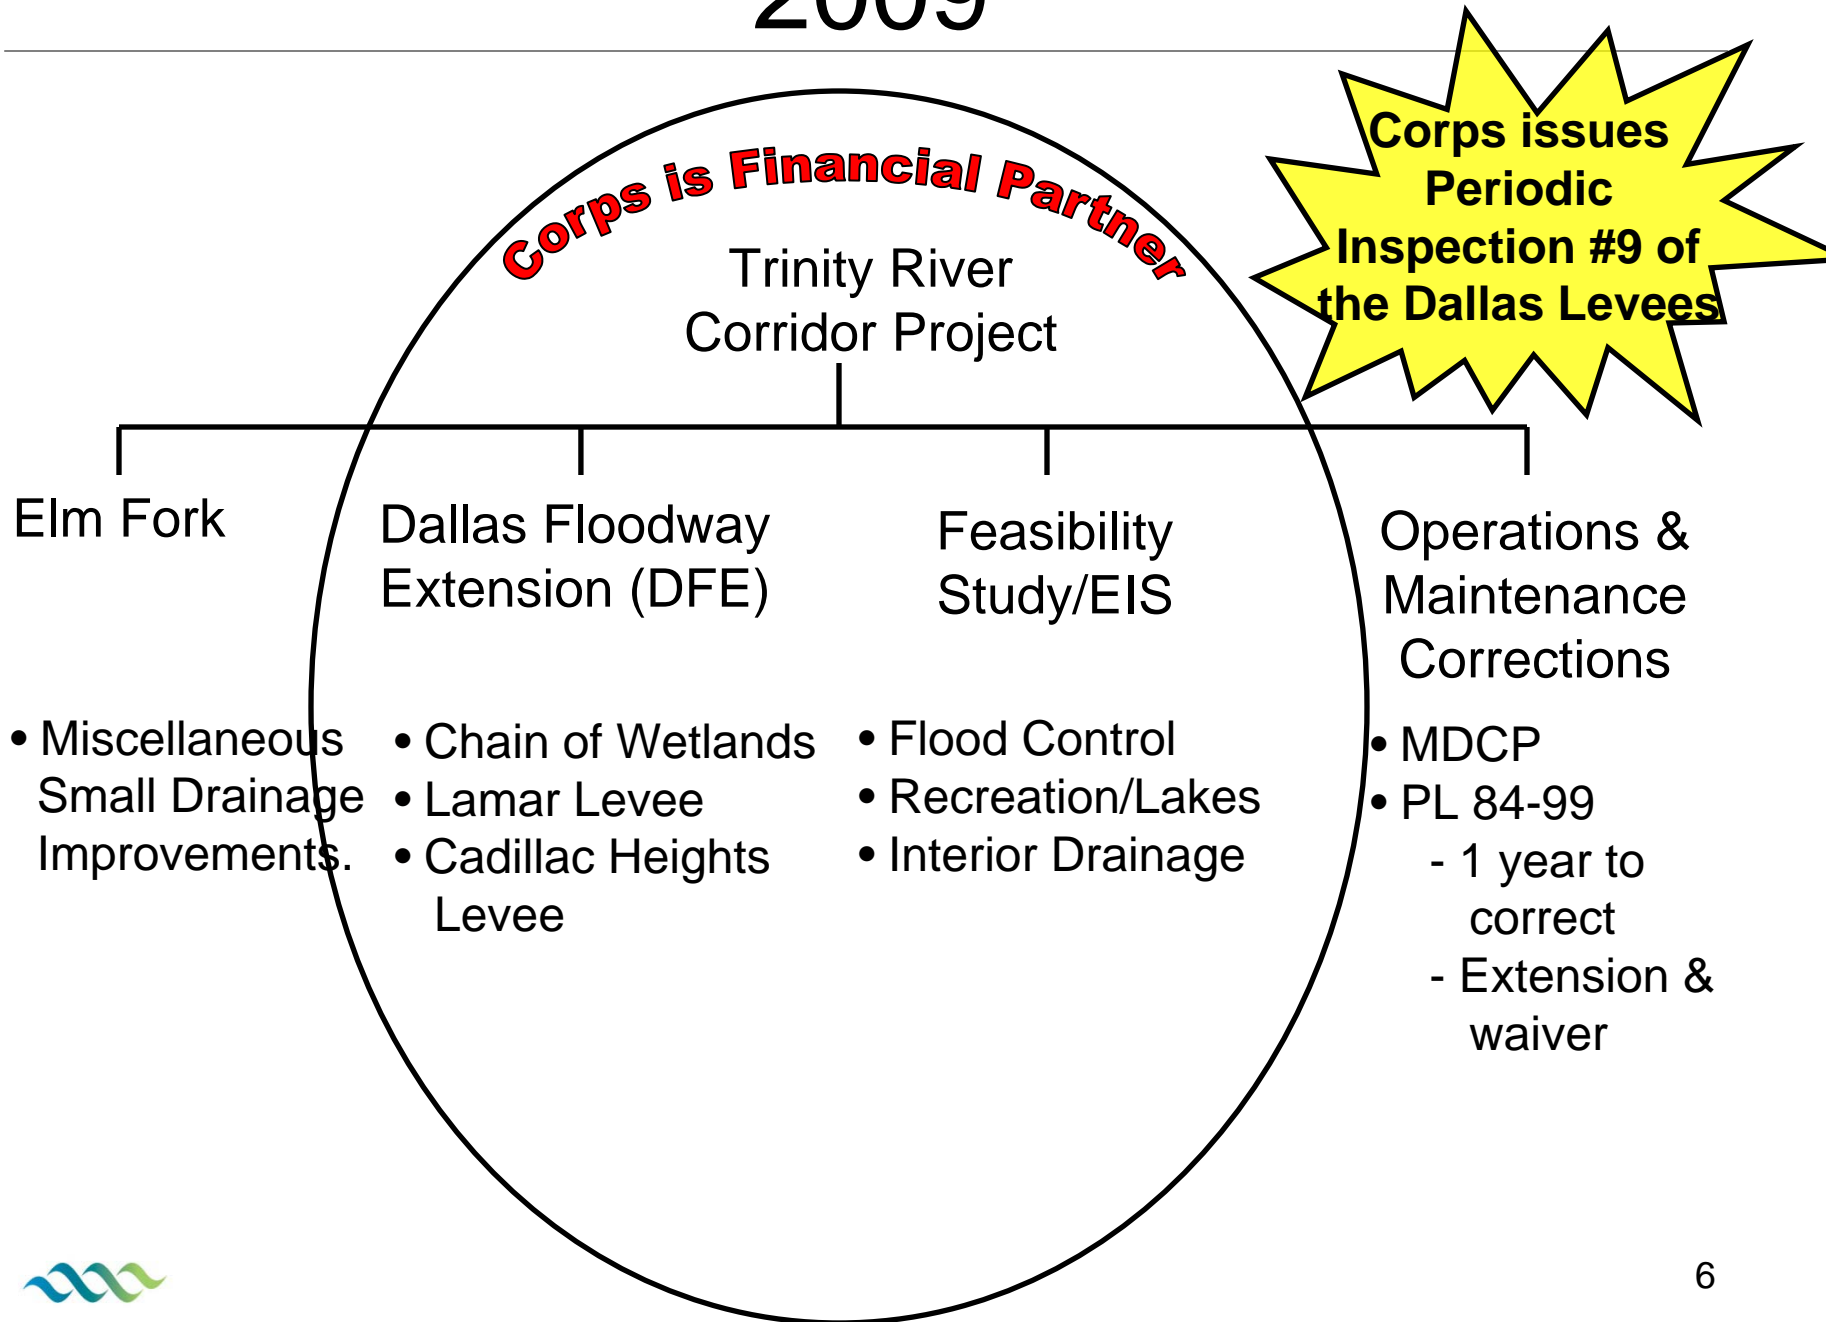 2009
Corps is Financial Partner
Corps issues
Periodic
Inspection #9 of
the Dallas Levees
Trinity River
Corridor Project
Elm Fork
• Miscellaneous
Small Drainage
Improvements.
Dallas Floodway
Extension (DFE)
• Chain of Wetlands
• Lamar Levee
• Cadillac Heights
Levee
Feasibility
Study/EIS
• Flood Control
• Recreation/Lakes
• Interior Drainage
Operations &
Maintenance
Corrections
• MDCP
• PL 84-99
- 1 year to
correct
- Extension &
waiver
6